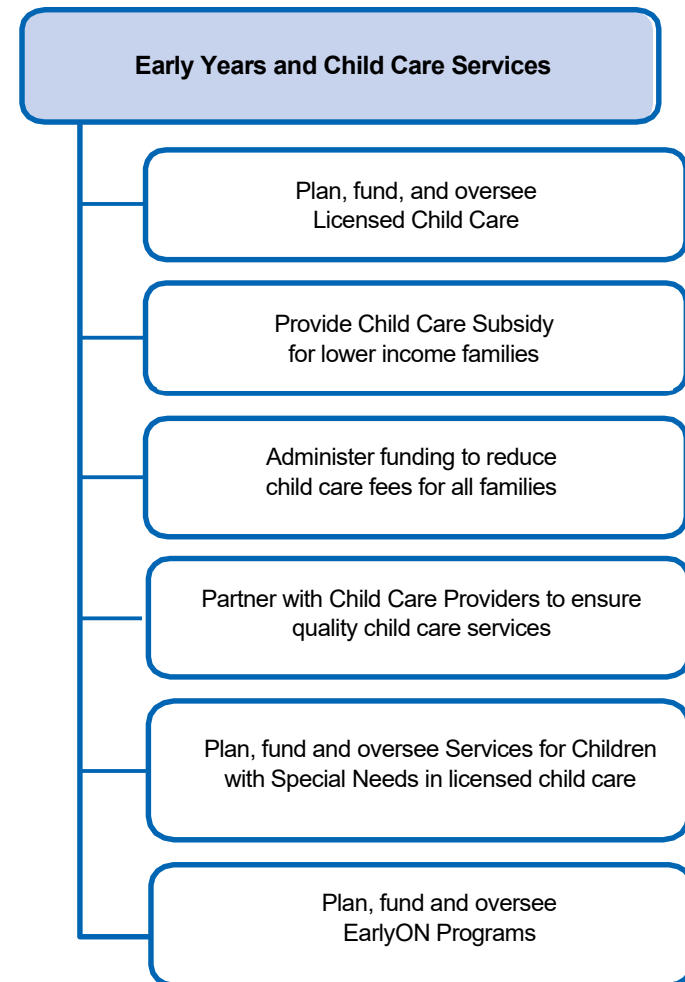 Early Years and Child Care Services
Plan, fund, and oversee
Licensed Child Care
Provide Child Care Subsidy
for lower income families
Administer funding to reduce
child care fees for all families
Partner with Child Care Providers to ensure
quality child care services
Plan, fund and oversee Services for Children
with Special Needs in licensed child care
Plan, fund and oversee
EarlyON Programs